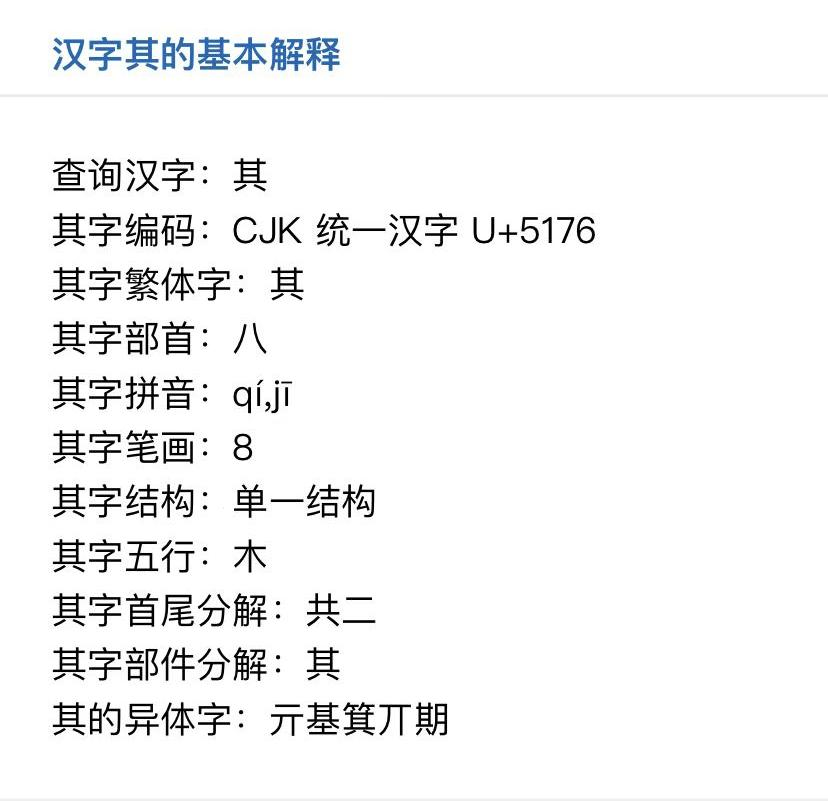 汉字其的基本解释
查询汉字：其
其字编码：CJK 统一汉字 U+5176
其字繁体字：其
其字部首：八
其字拼音：qí,jī
其字笔画：8
其字结构：单一结构
其字五行：木
其字首尾分解：共二
其字部件分解：其
其的异体字：亓基箕丌期